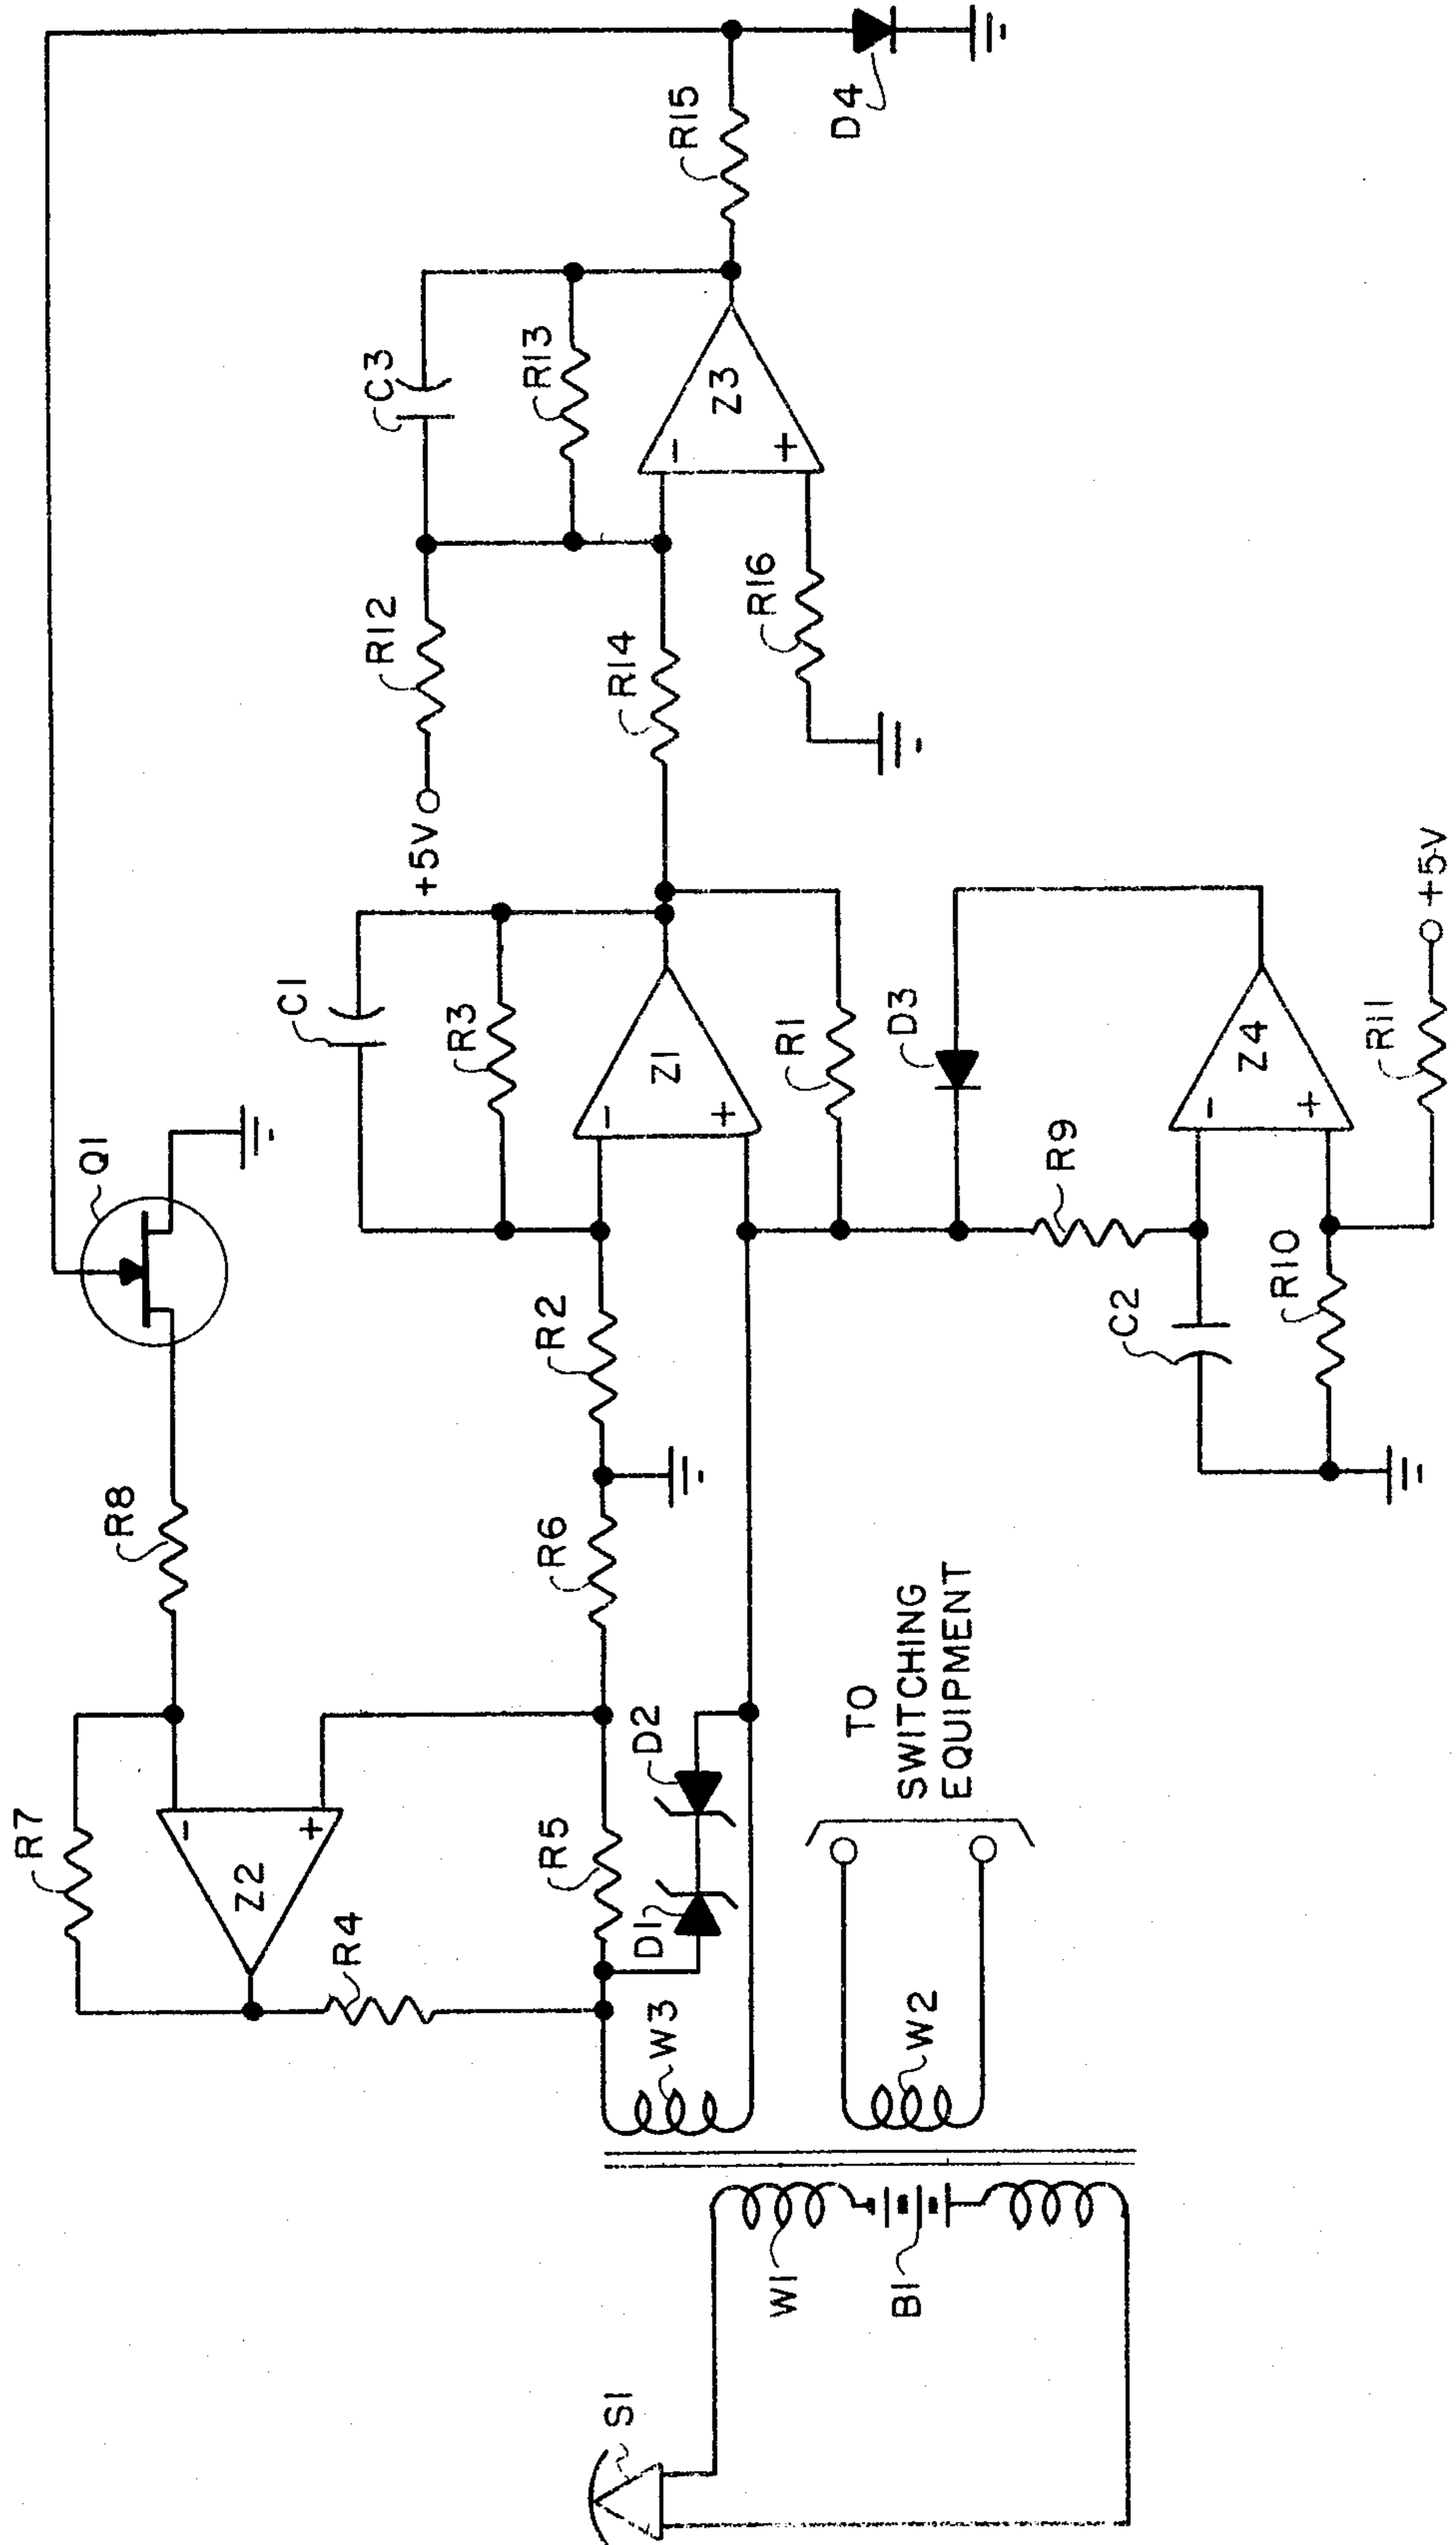 R15
D4
C3
R13
Z3
-
+
R12
+5V
R14
R16
C1
R3
Z1
-
+
R1
D3
Z4
-
+
R11
+5V
Q1
R9
R2
C2
R10
R8
R6
R7
Z2
-
+
R4
R5
D1
D2
W3
TO
SWITCHING
EQUIPMENT
W2
W1
B1
S1